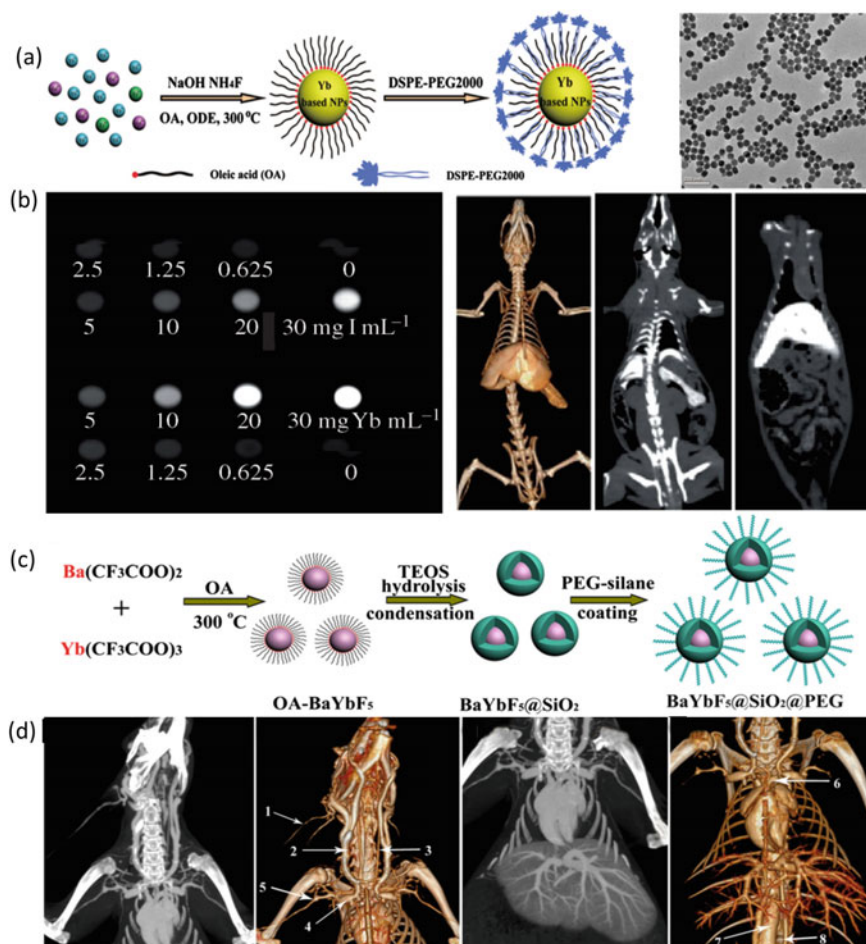 (a)
NaOH NH4F
OA, ODE, 300 °C
Yb
based NPs
DSPE-PEG2000
Yb
based NPs
Oleic acid (OA)
DSPE-PEG2000
(b)
2.5 1.25 0.625 0
5 10 20 30 mg I mL⁻¹
5 10 20 30 mg Yb mL⁻¹
2.5 1.25 0.625 0
(c)
Ba(CF₃COO)₂
+
Yb(CF₃COO)₃
OA
300 °C
TEOS
hydrolysis
condensation
PEG-silane
coating
OA-BaYbF₅
BaYbF₅@SiO₂
BaYbF₅@SiO₂@PEG
(d)
1
2 3
5
4
6
7 8